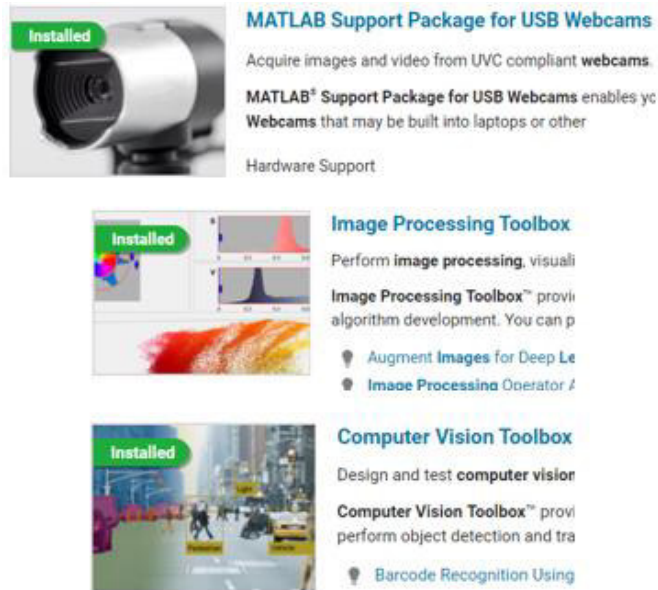 Installed
MATLAB Support Package for USB Webcams
Acquire images and video from UVC compliant webcams.
MATLAB® Support Package for USB Webcams enables yc
Webcams that may be built into laptops or other
Hardware Support
Installed
Image Processing Toolbox
Perform image processing, visuali
Image Processing Toolbox™ provi
algorithm development. You can p
Augment Images for Deep Le
Image Processing Operator A
Installed
Computer Vision Toolbox
Design and test computer vision
Computer Vision Toolbox™ provi
perform object detection and tra
Light
Pedestrian
Vehicle
Barcode Recognition Using